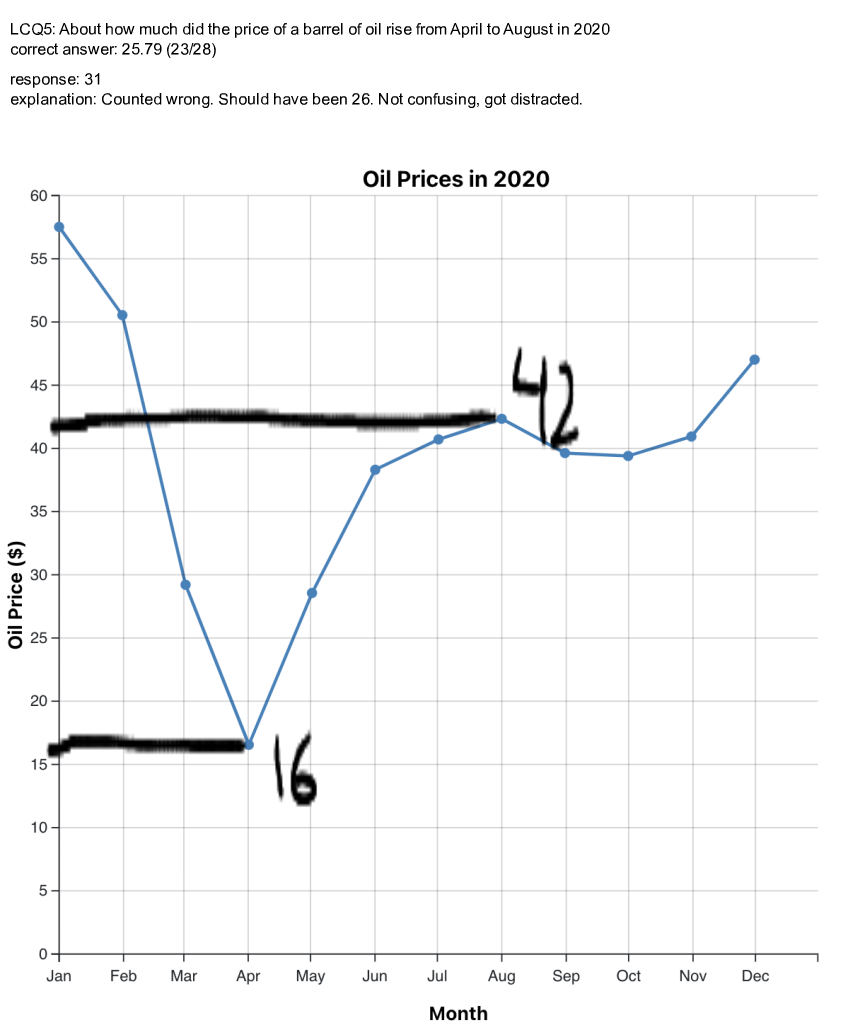 LCQ5: About how much did the price of a barrel of oil rise from April to August in 2020
correct answer: 25.79 (23/28)
response: 31
explanation: Counted wrong. Should have been 26. Not confusing, got distracted.
Oil Prices in 2020
60
55
50
45
42
40
35
30
25
20
16
15
10
5
0
Oil Price ($)
Jan Feb Mar Apr May Jun Jul Aug Sep Oct Nov Dec
Month